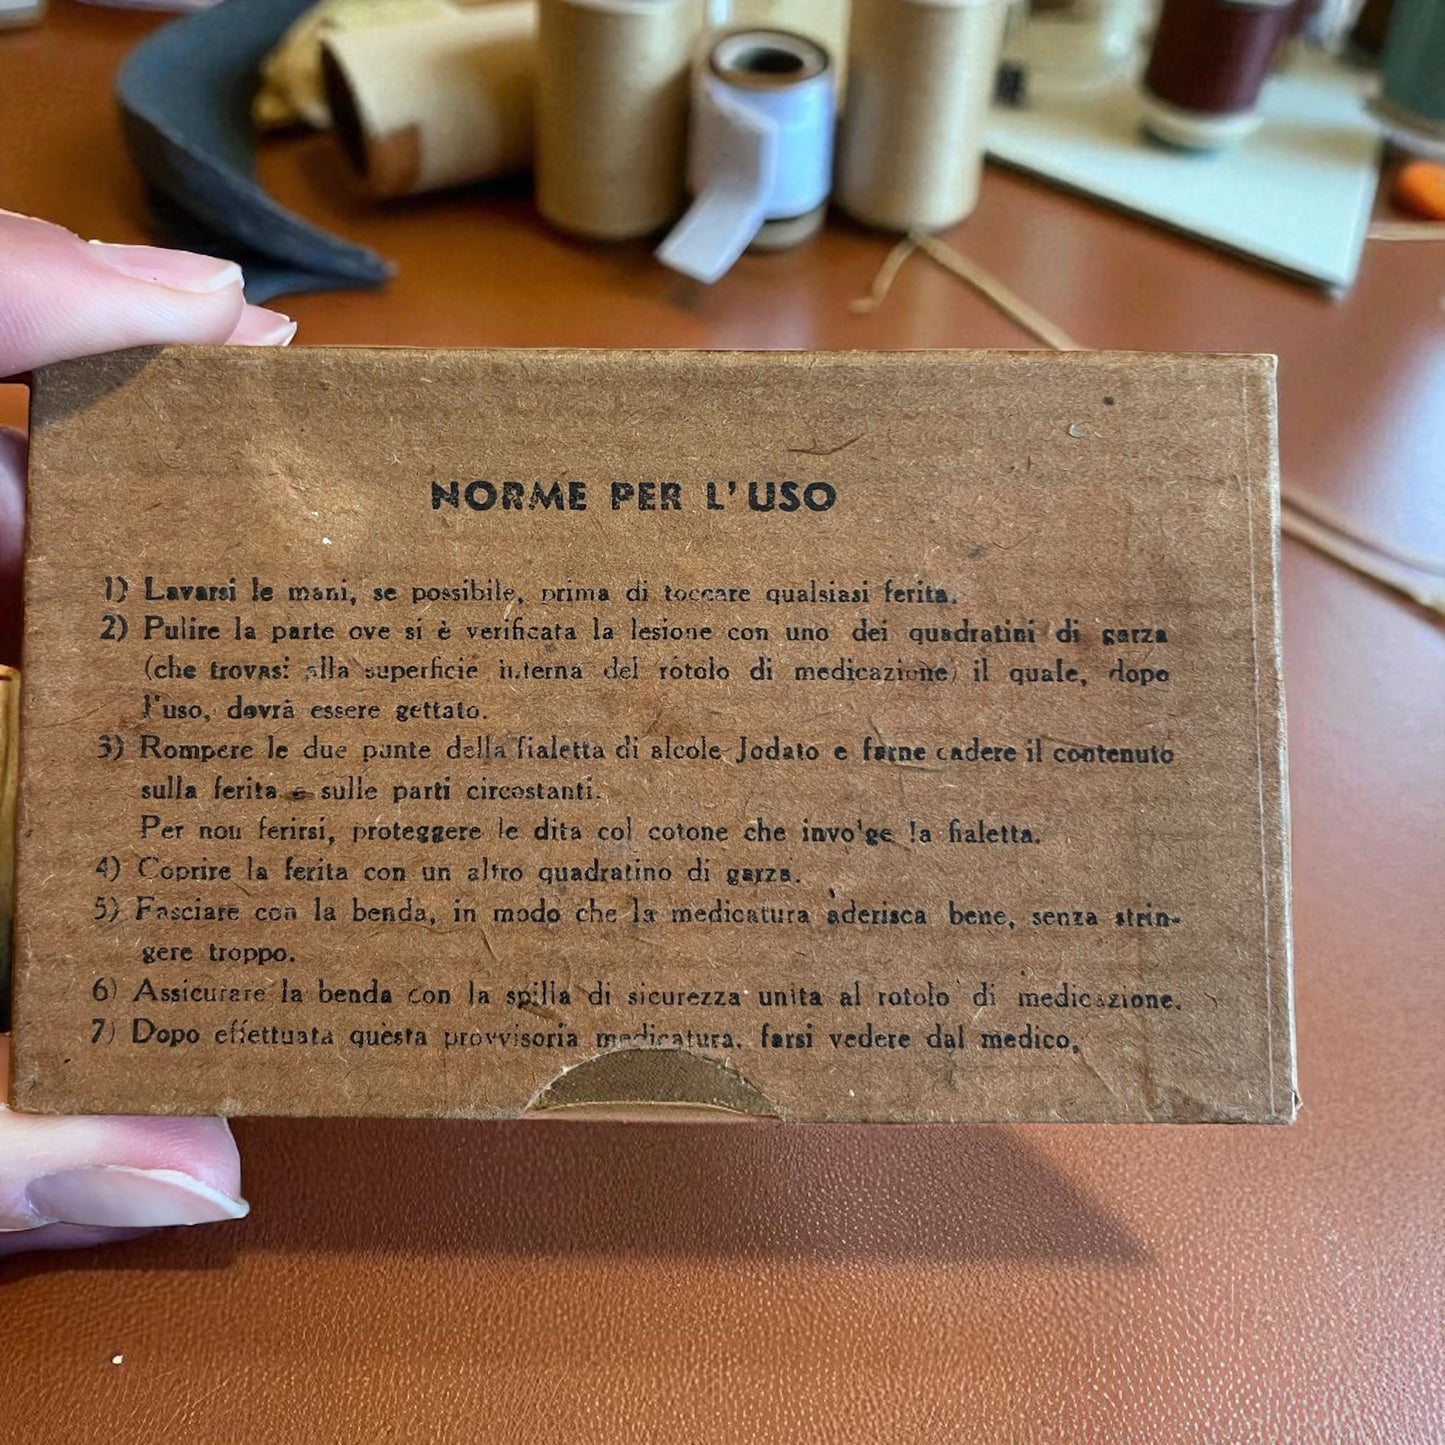 NORME PER L'USO
1) Lavarsi le mani, se possibile, prima di toccare qualsiasi ferita.
2) Pulire la parte ove si è verificata la lesione con uno dei quadratini di garza
(che trovasi alla superficie interna del rotolo di medicazione) il quale, dopo
l'uso, dovrà essere gettato.
3) Rompere le due punte della fialetta di alcole Jodato e farne cadere il contenuto
sulla ferita e sulle parti circostanti.
Per non ferirsi, proteggere le dita col cotone che involge la fialetta.
4) Coprire la ferita con un altro quadratino di garza.
5) Fasciare con la benda, in modo che la medicatura aderisca bene, senza strin-
gere troppo.
6) Assicurare la benda con la spilla di sicurezza unita al rotolo di medicazione.
7) Dopo effettuata questa provvisoria medicatura, farsi vedere dal medico.